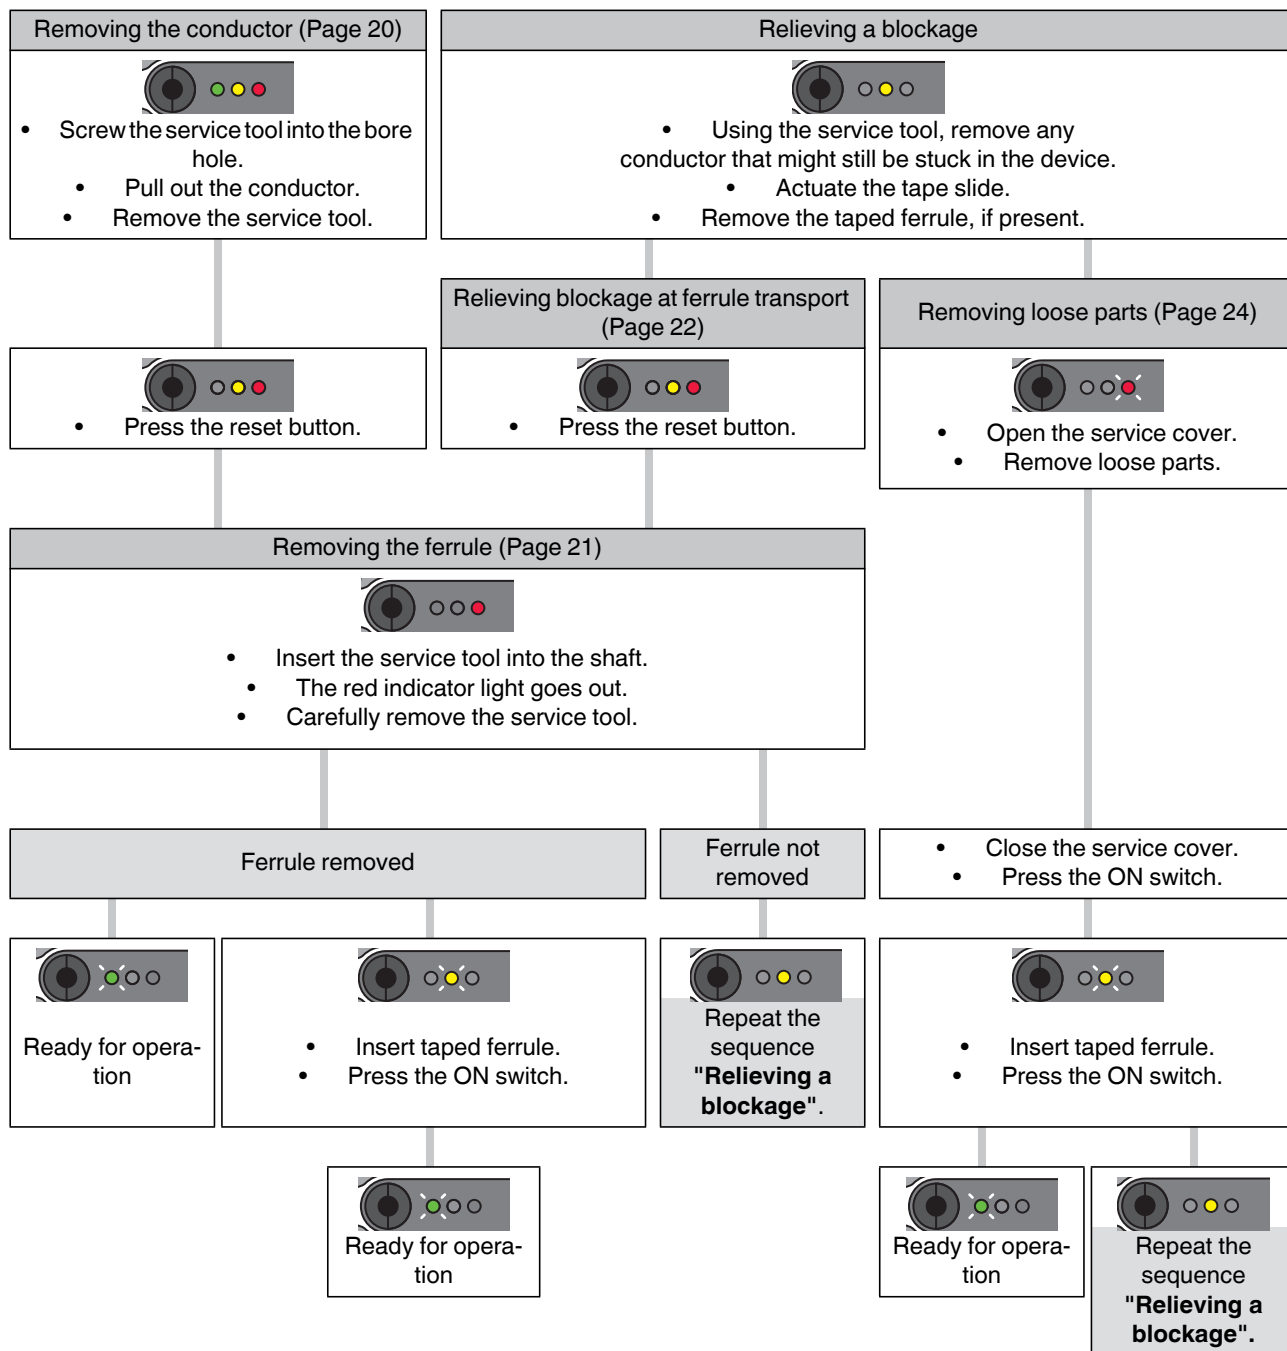 Removing the conductor (Page 20)
• Screw the service tool into the bore
hole.
• Pull out the conductor.
• Remove the service tool.
Relieving a blockage
• Using the service tool, remove any
conductor that might still be stuck in the device.
• Actuate the tape slide.
• Remove the taped ferrule, if present.
• Press the reset button.
Relieving blockage at ferrule transport
(Page 22)
• Press the reset button.
Removing loose parts (Page 24)
• Open the service cover.
• Remove loose parts.
Removing the ferrule (Page 21)
• Insert the service tool into the shaft.
• The red indicator light goes out.
• Carefully remove the service tool.
Ferrule removed
Ferrule not
removed
• Close the service cover.
• Press the ON switch.
Ready for opera-
tion
• Insert taped ferrule.
• Press the ON switch.
Repeat the
sequence
"Relieving a
blockage".
• Insert taped ferrule.
• Press the ON switch.
Ready for opera-
tion
Ready for opera-
tion
Repeat the
sequence
"Relieving a
blockage".